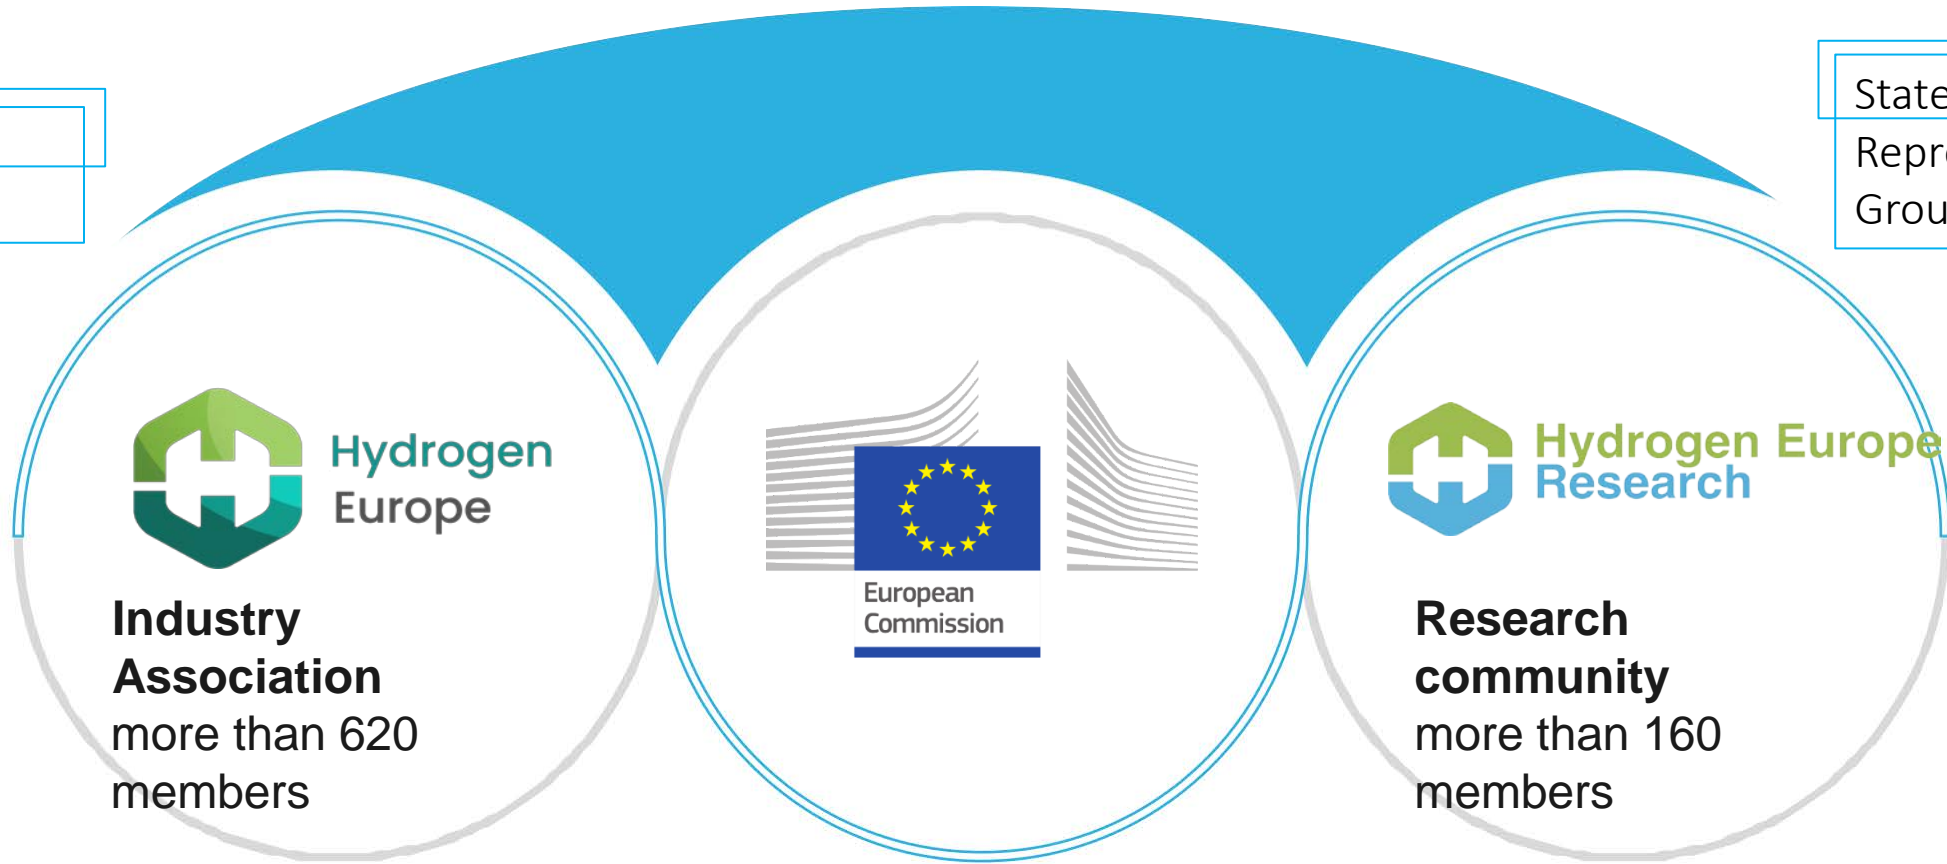 Hydrogen
Europe
Industry
Association
more than 620
members
European
Commission
Hydrogen Europe
Research
Research
community
more than 160
members